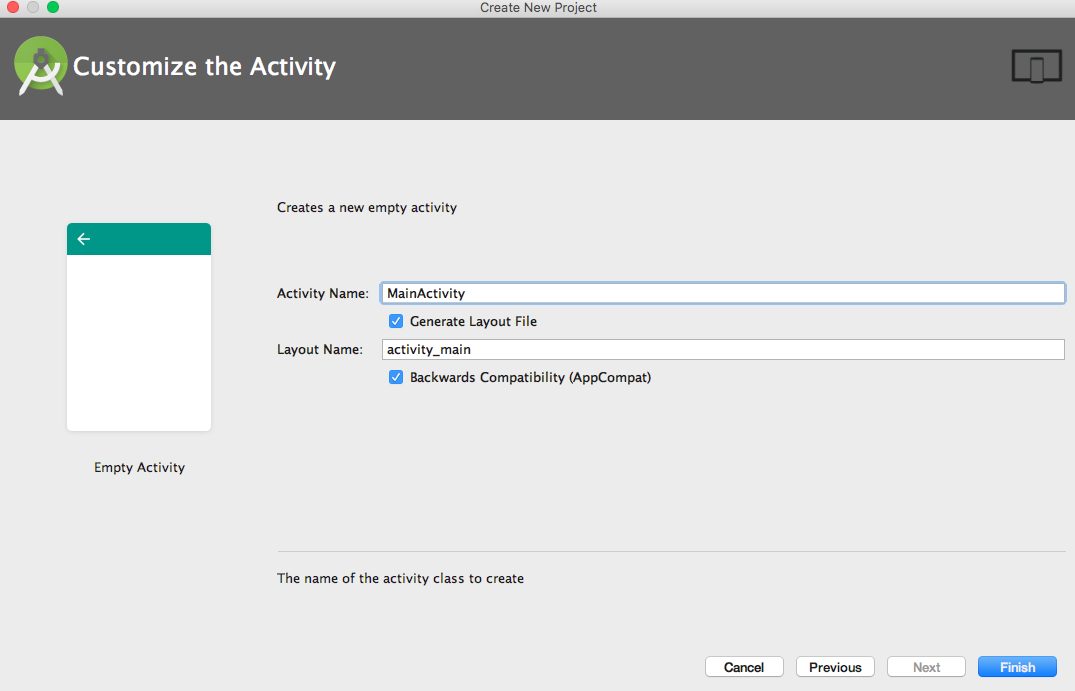 Create New Project
Customize the Activity
Creates a new empty activity
Activity Name: MainActivity
Generate Layout File
Layout Name: activity_main
Backwards Compatibility (AppCompat)
Empty Activity
The name of the activity class to create
Cancel Previous Next Finish